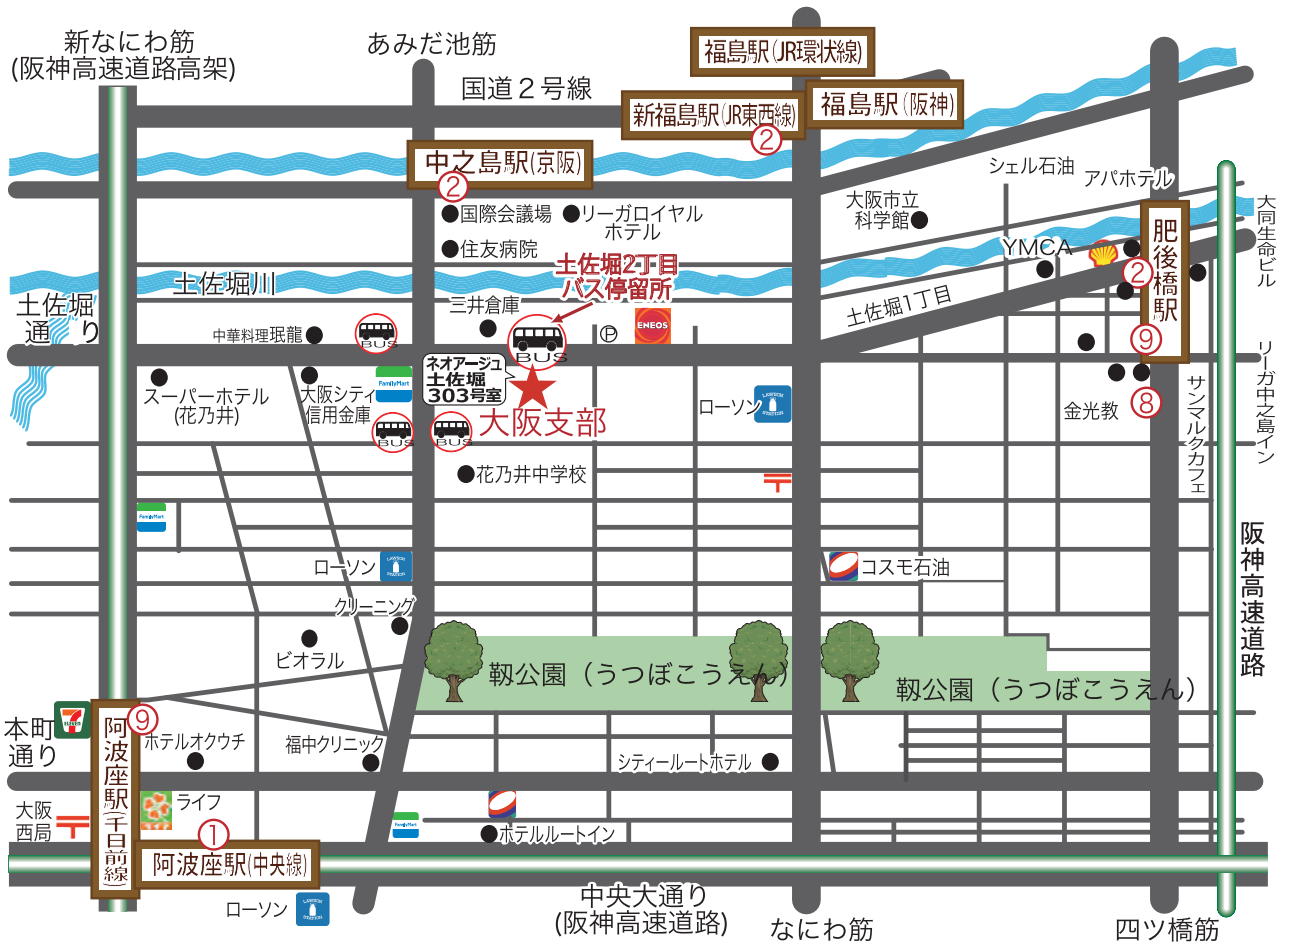 新なにわ筋
(阪神高速道路高架)
あみだ池筋
国道２号線
福島駅(JR環状線)
新福島駅(JR東西線)
②
福島駅(阪神)
中之島駅(京阪)
②
国際会議場
リーガロイヤル
ホテル
住友病院
シェル石油
アパホテル
大阪市立
科学館
YMCA
肥後橋駅
②
⑨
⑧
大同生命ビル
土佐堀川
土佐堀2丁目
バス停留所
土佐堀
通り
三井倉庫
中華料理珉龍
BUS
BUS
Ⓟ
ENEOS
土佐堀1丁目
ネオアージュ
土佐堀
303号室
スーパーホテル
(花乃井)
大阪シティ
信用金庫
FamilyMart
BUS
BUS
大阪支部
ローソン
LAWSON
STATION
金光教
サンマルクカフェ
リーガ中之島イン
花乃井中学校
〒
FamilyMart
ローソン
LAWSON
STATION
コスモ石油
阪神高速道路
クリーニング
ビオラル
靱公園（うつぼこうえん）
靱公園（うつぼこうえん）
本町
通り
7
ELEVEN
⑨
阿波座駅(千日前線)
ホテルオクウチ
福中クリニック
シティールートホテル
大阪
西局
〒
ライフ
①
阿波座駅(中央線)
FamilyMart
ホテルルートイン
ローソン
LAWSON
STATION
中央大通り
(阪神高速道路)
なにわ筋
四ツ橋筋